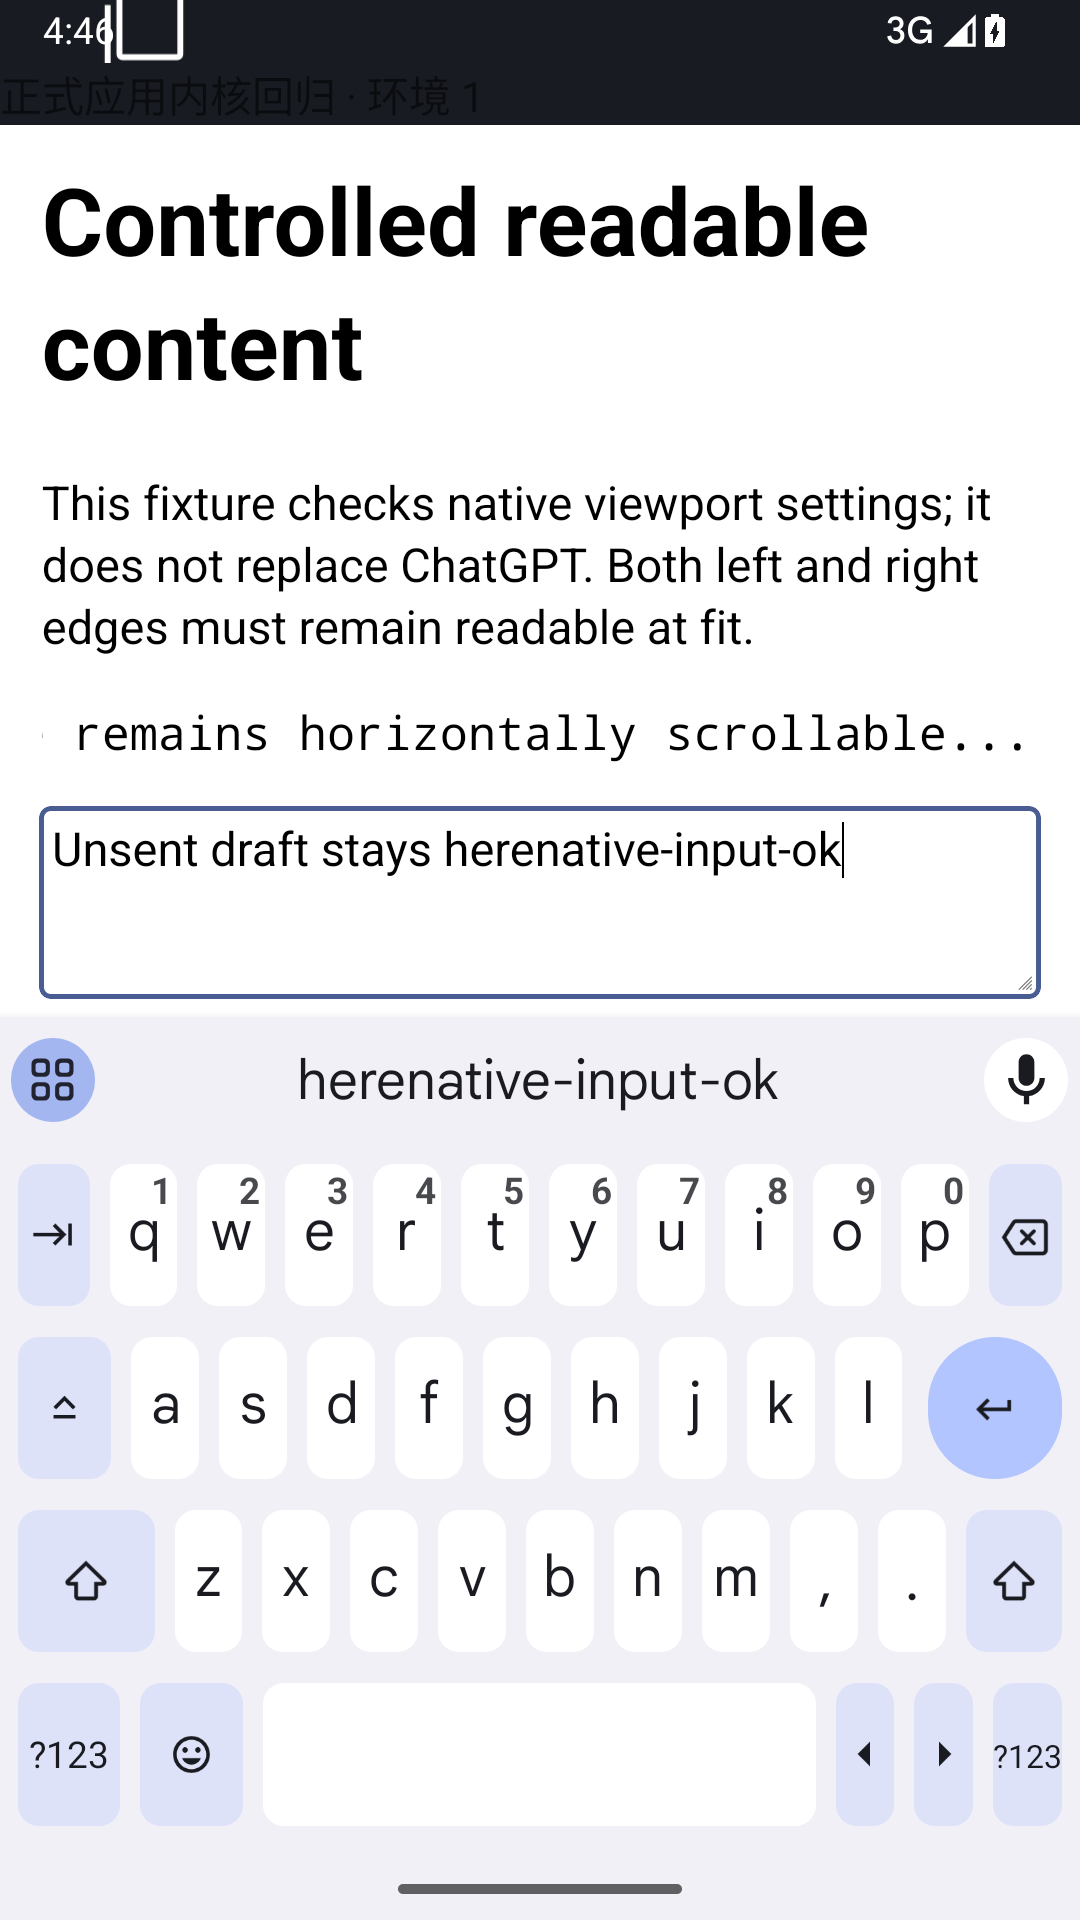 4:46
3G
正式应用内核回归 · 环境 1
Controlled readable
content
This fixture checks native viewport settings; it
does not replace ChatGPT. Both left and right
edges must remain readable at fit.
remains horizontally scrollable...
Unsent draft stays herenative-input-ok
herenative-input-ok
1 2 3 4 5 6 7 8 9 0
q w e r t y u i o p
a s d f g h j k l
z x c v b n m , .
?123 ?123